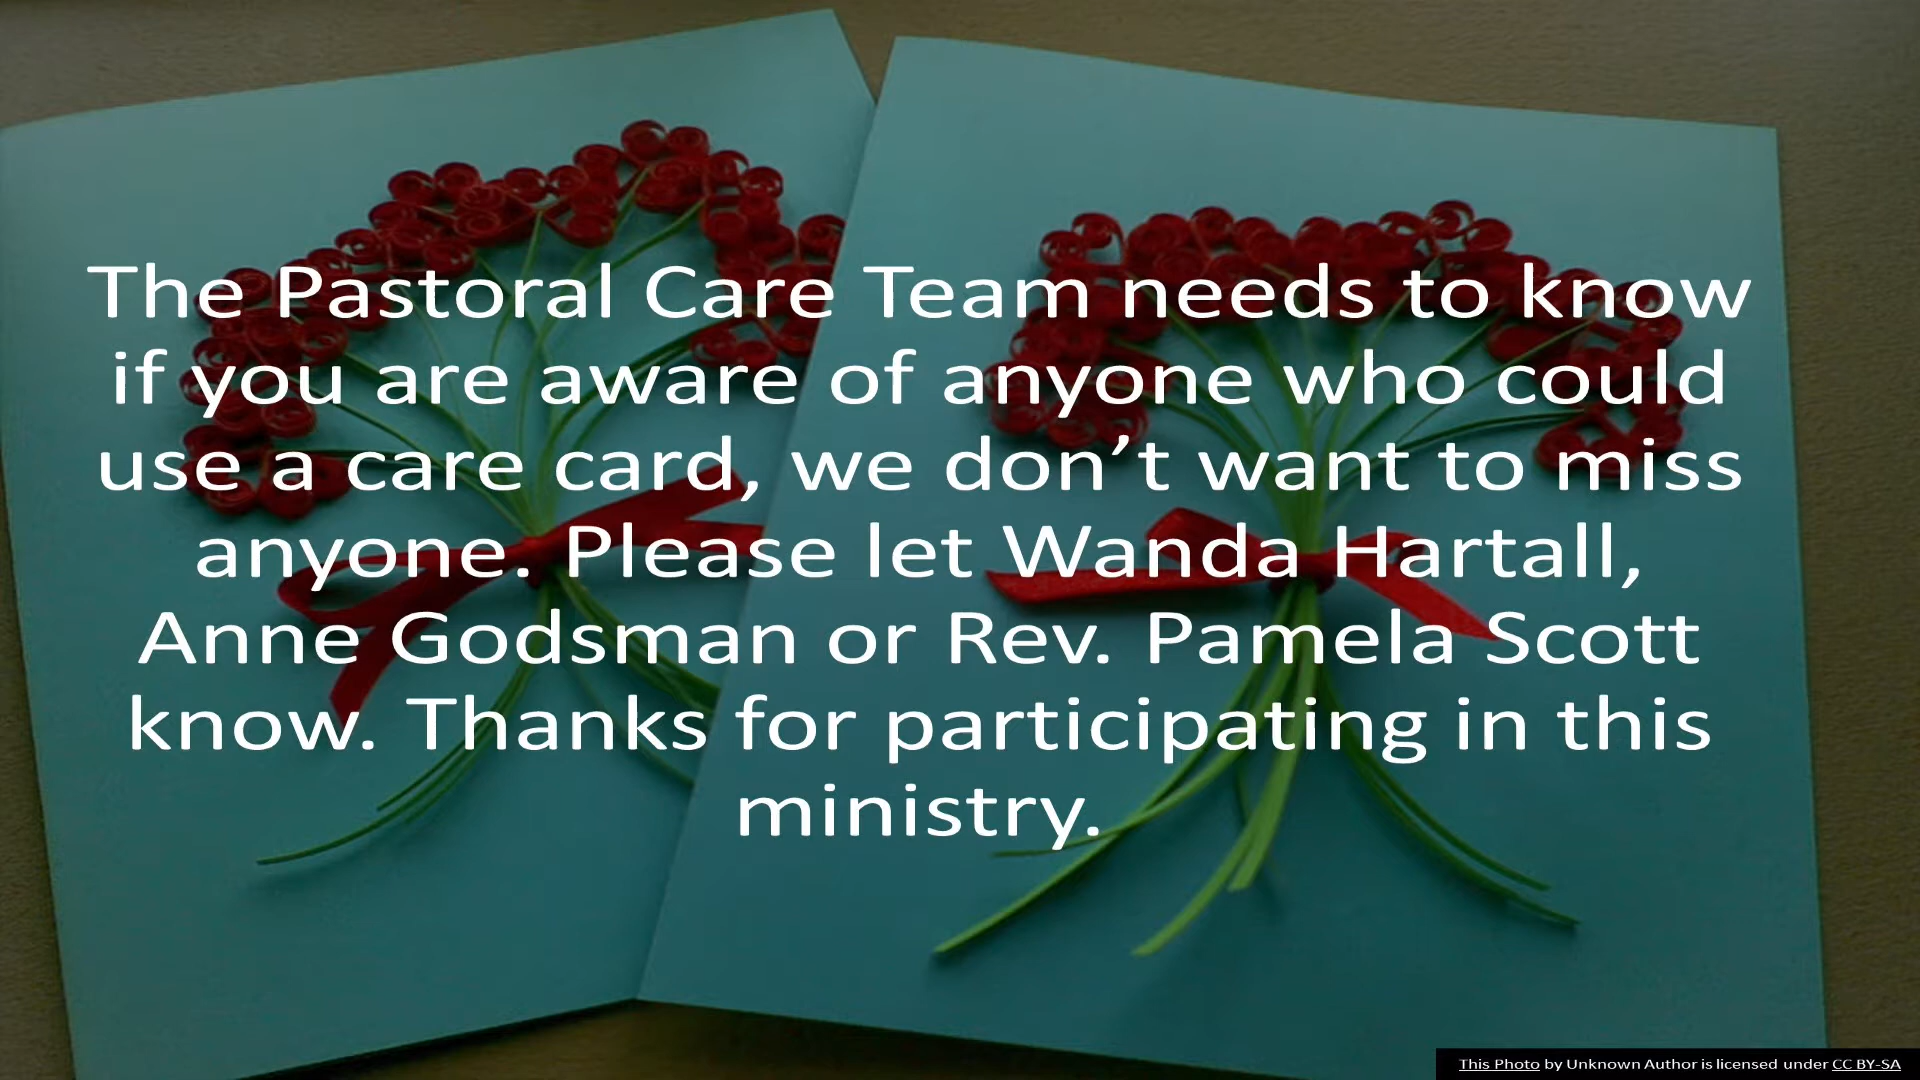 The Pastoral Care Team needs to know
if you are aware of anyone who could
use a care card, we don’t want to miss
anyone. Please let Wanda Hartall,
Anne Godsman or Rev. Pamela Scott
know. Thanks for participating in this
ministry.
This Photo by Unknown Author is licensed under CC BY-SA